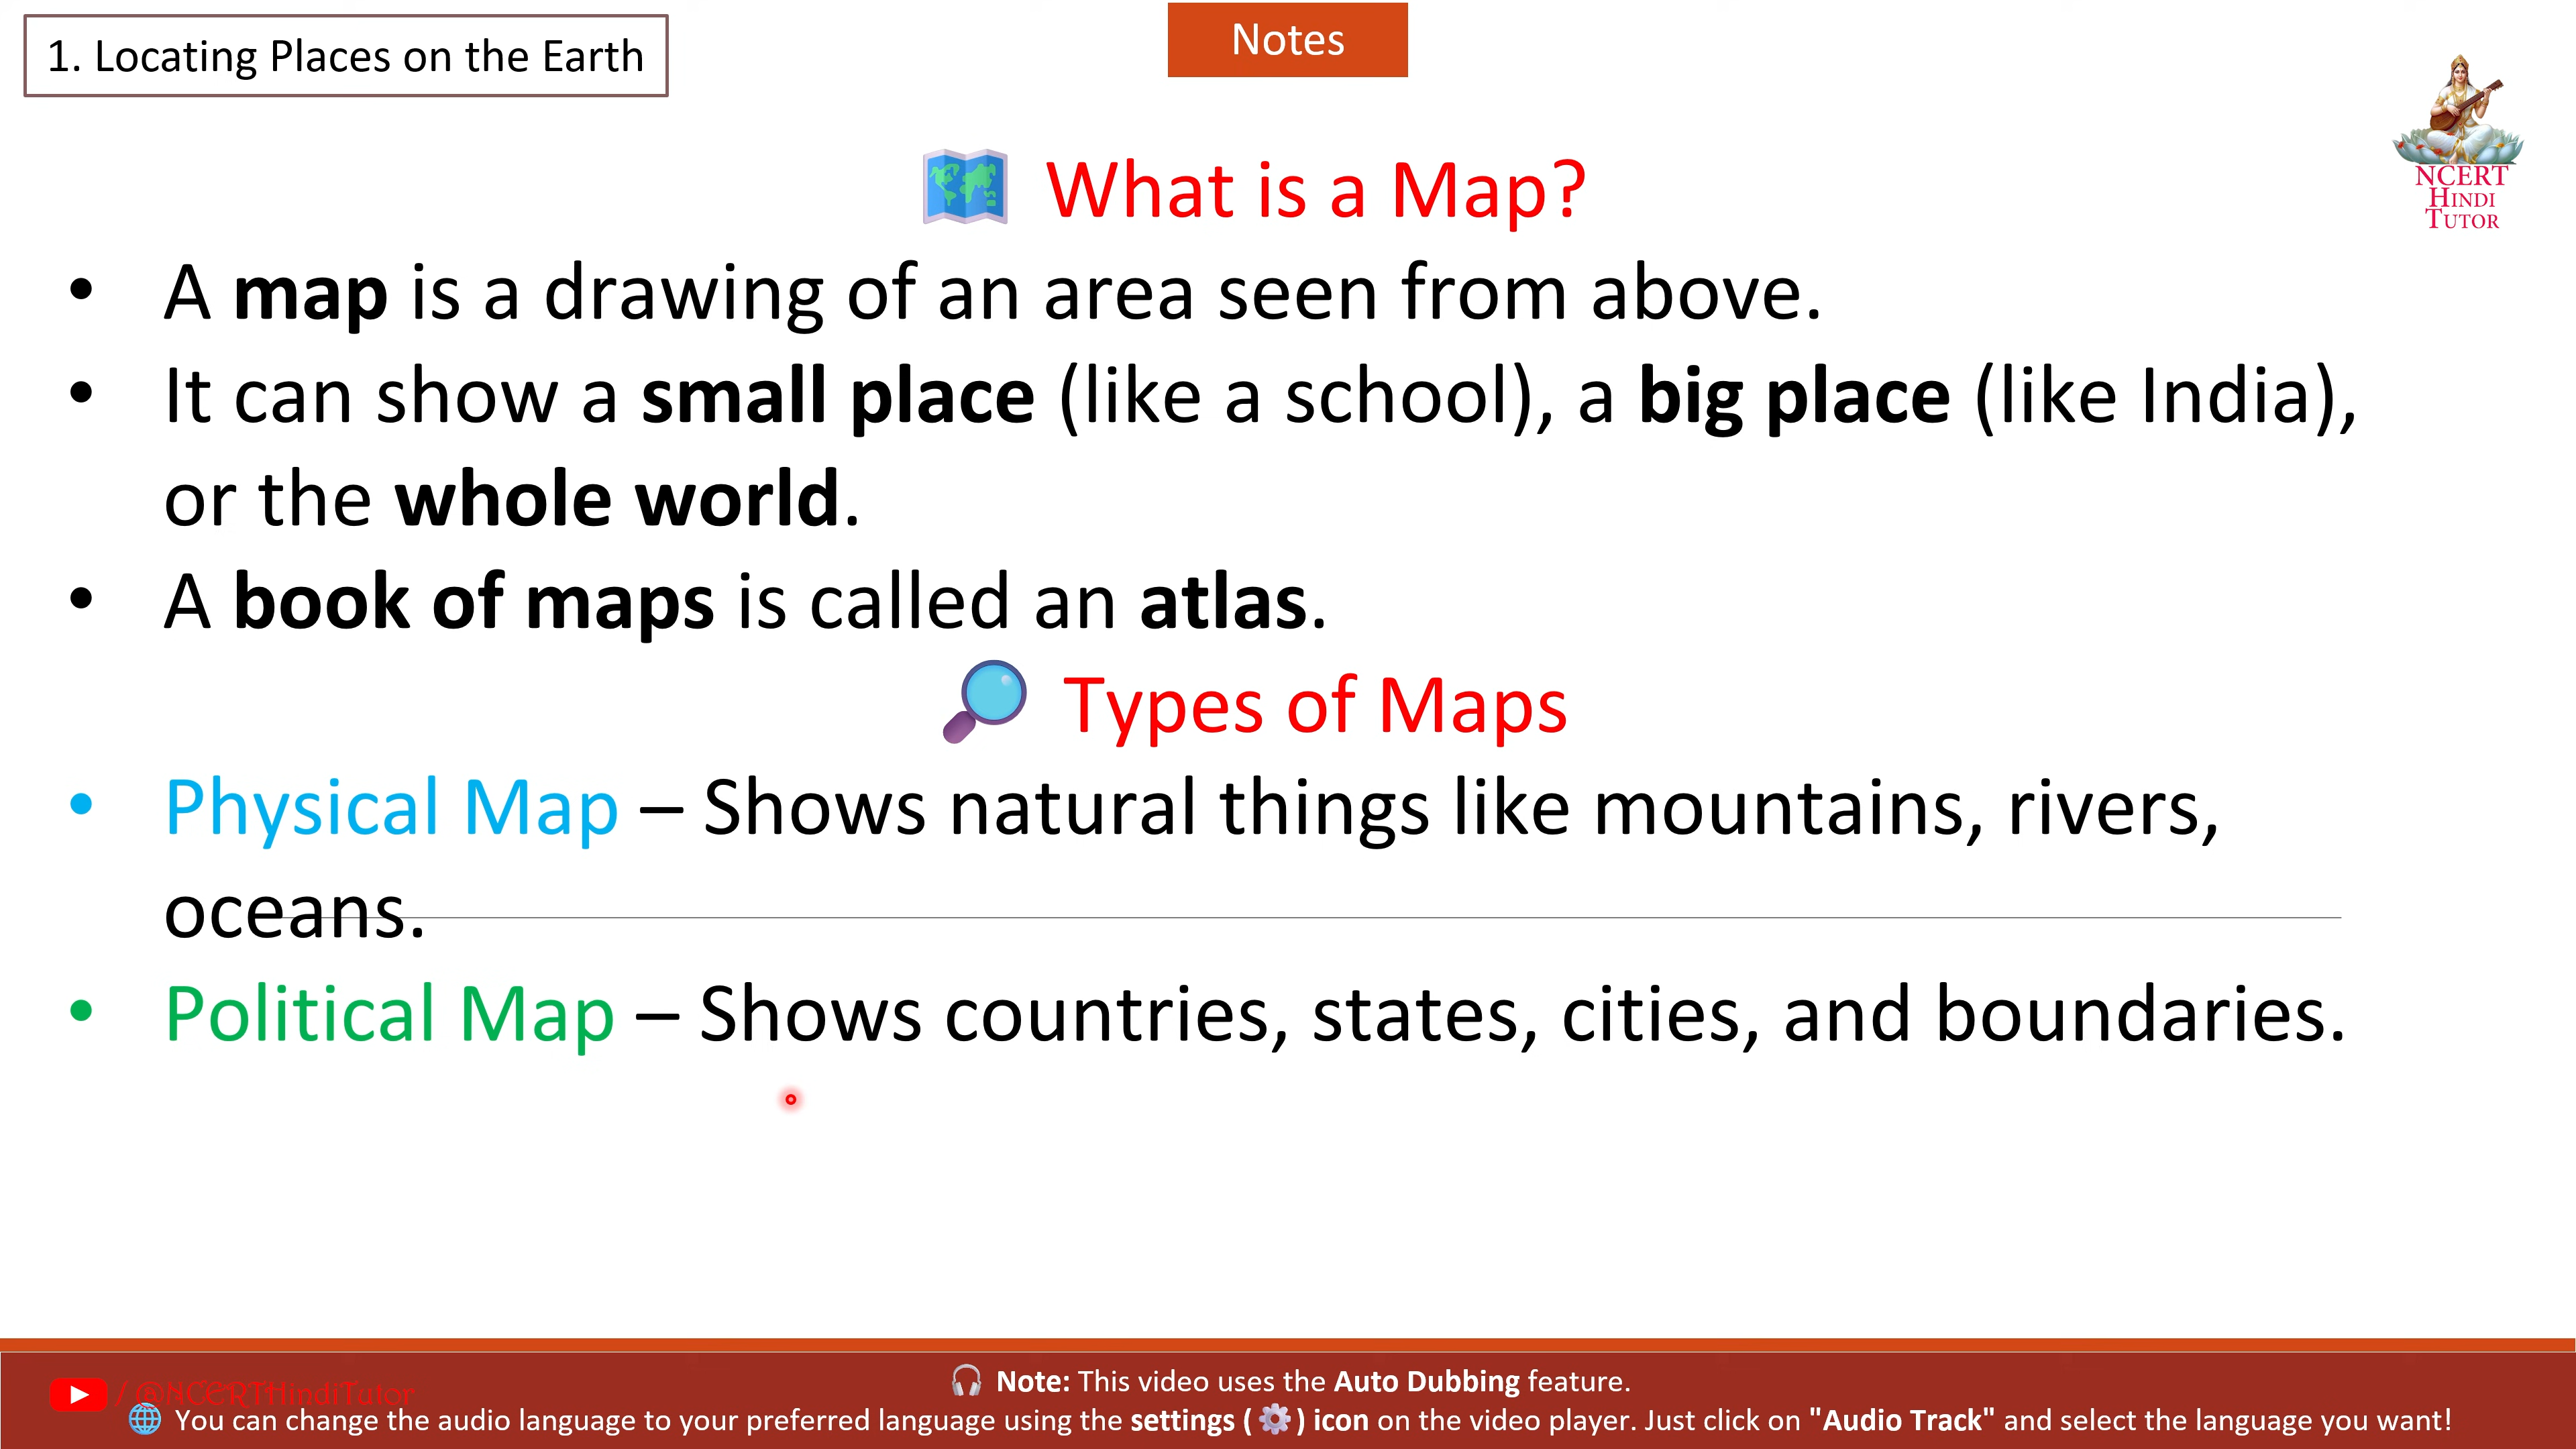 1. Locating Places on the Earth
Notes
NCERT
HINDI
TUTOR
What is a Map?
• A map is a drawing of an area seen from above.
• It can show a small place (like a school), a big place (like India),
or the whole world.
• A book of maps is called an atlas.
Types of Maps
• Physical Map – Shows natural things like mountains, rivers,
oceans.
• Political Map – Shows countries, states, cities, and boundaries.
/@NCERTHindiTutor
Note: This video uses the Auto Dubbing feature.
You can change the audio language to your preferred language using the settings (⚙) icon on the video player. Just click on "Audio Track" and select the language you want!